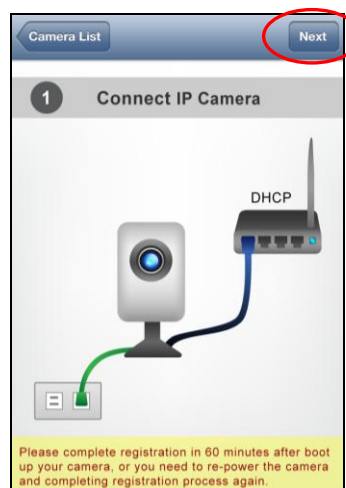 Camera List
Next
1 Connect IP Camera
DHCP
Please complete registration in 60 minutes after boot
up your camera, or you need to re-power the camera
and completing registration process again.